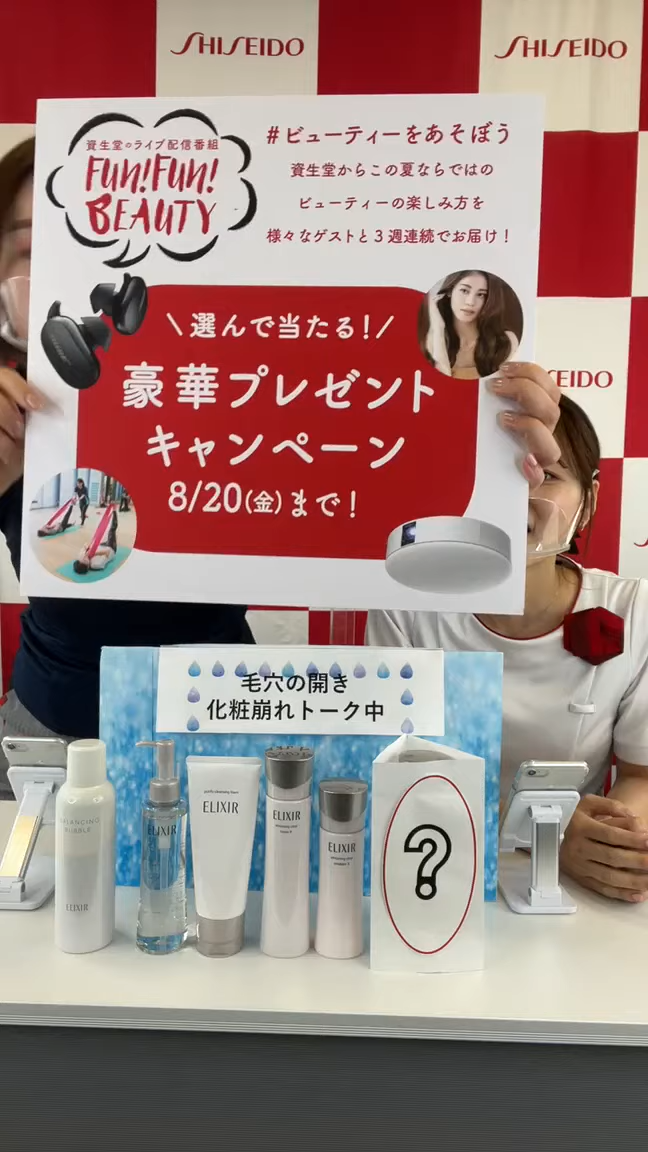 SHISEIDO
SHISEIDO
資生堂のライブ配信番組
FUN!FUN!
BEAUTY
#ビューティーをあそぼう
資生堂からこの夏ならではの
ビューティーの楽しみ方を
様々なゲストと3週連続でお届け!
\選んで当たる!/
豪華プレゼント
キャンペーン
8/20(金)まで!
EIDO
毛穴の開き
化粧崩れトーク中
BALANCING
BUBBLE
ELIXIR
ELIXIR
ELIXIR
ELIXIR
ELIXIR
?